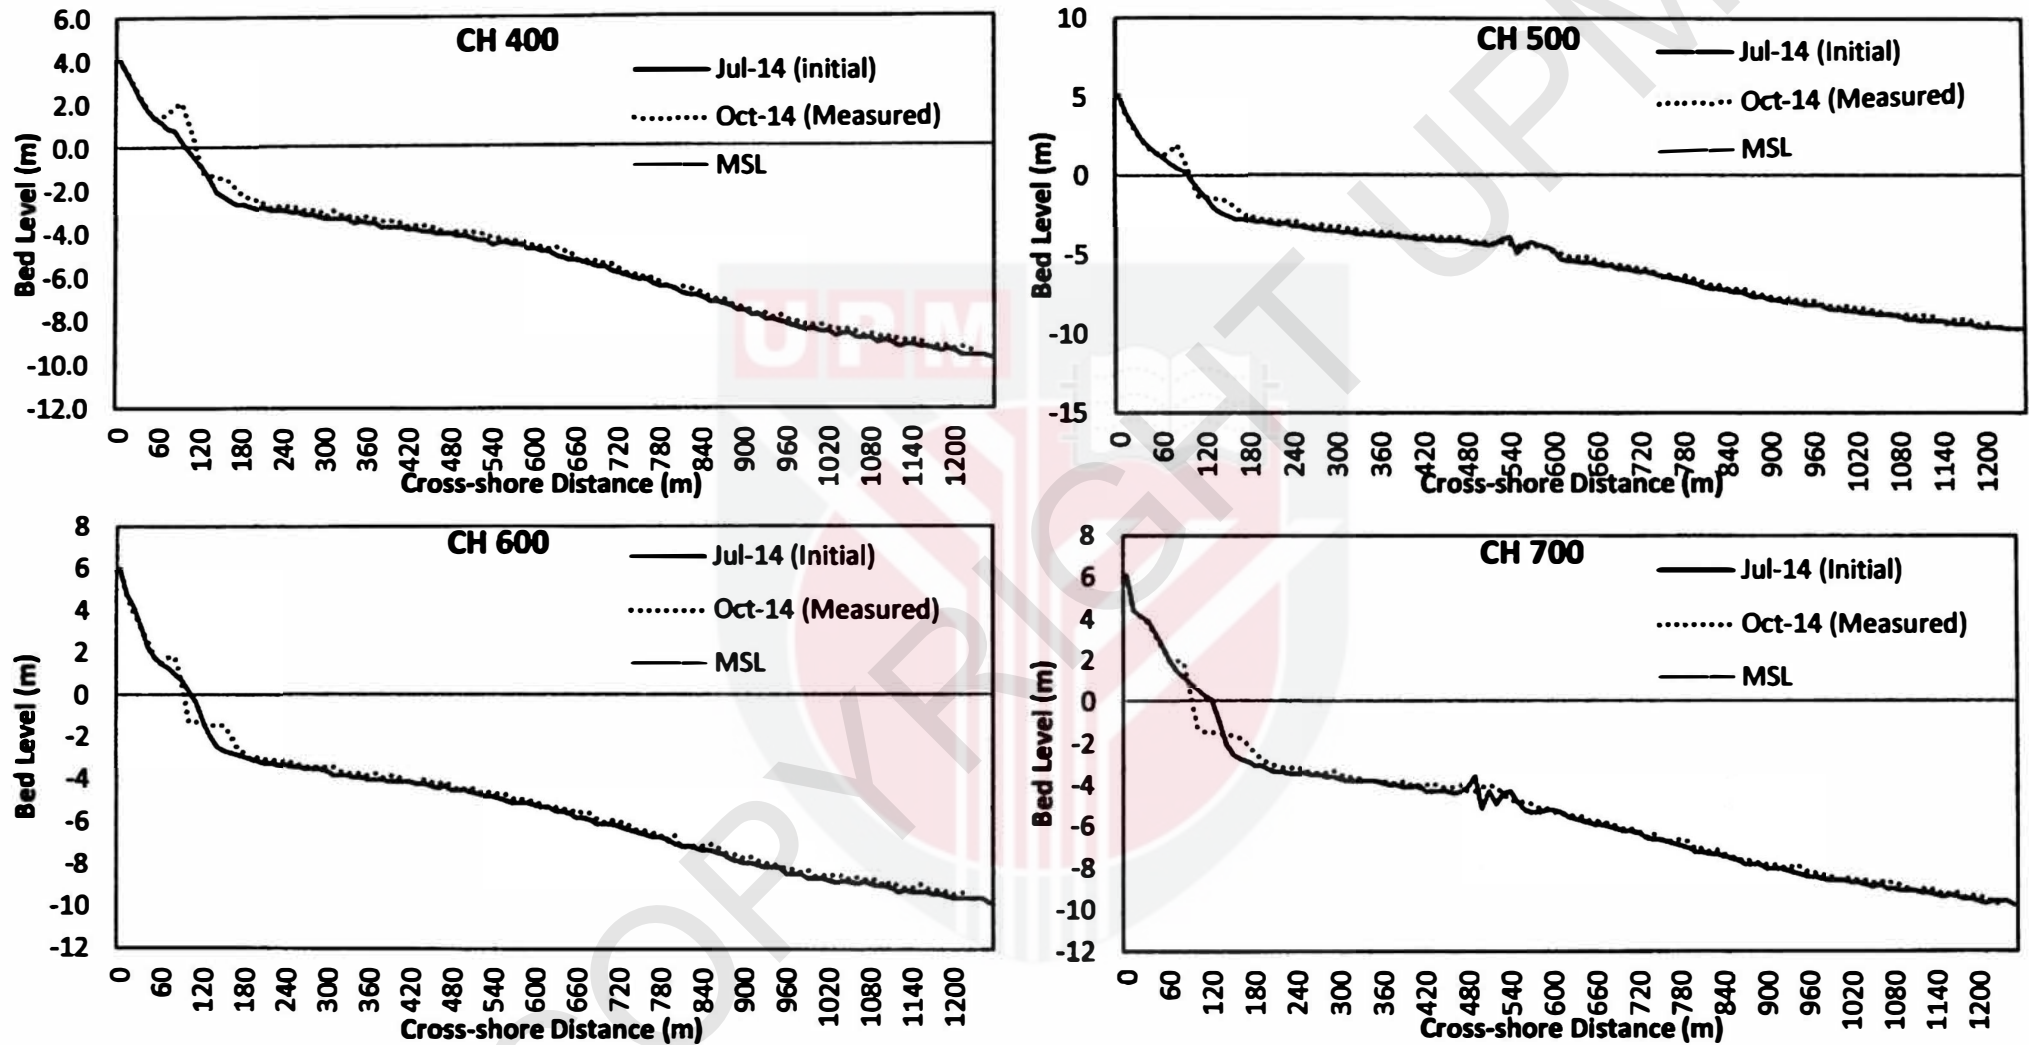 CH 400
Jul-14 (initial)
Oct-14 (Measured)
MSL
6.0
4.0
2.0
0.0
-2.0
-4.0
-6.0
-8.0
-10.0
-12.0
Bed Level (m)
0 60 120 180 240 300 360 420 480 540 600 660 720 780 840 900 960 1020 1080 1140 1200
Cross-shore Distance (m)
CH 500
Jul-14 (Initial)
Oct-14 (Measured)
MSL
10
5
0
-5
-10
-15
Bed Level (m)
0 60 120 180 240 300 360 420 480 540 600 660 720 780 840 900 960 1020 1080 1140 1200
Cross-shore Distance (m)
CH 600
Jul-14 (Initial)
Oct-14 (Measured)
MSL
8
6
4
2
0
-2
-4
-6
-8
-10
-12
Bed Level (m)
0 60 120 180 240 300 360 420 480 540 600 660 720 780 840 900 960 1020 1080 1140 1200
Cross-shore Distance (m)
CH 700
Jul-14 (Initial)
Oct-14 (Measured)
MSL
8
6
4
2
0
-2
-4
-6
-8
-10
-12
Bed Level (m)
0 60 120 180 240 300 360 420 480 540 600 660 720 780 840 900 960 1020 1080 1140 1200
Cross-shore Distance (m)
UPM
COPYRIGHT UPM